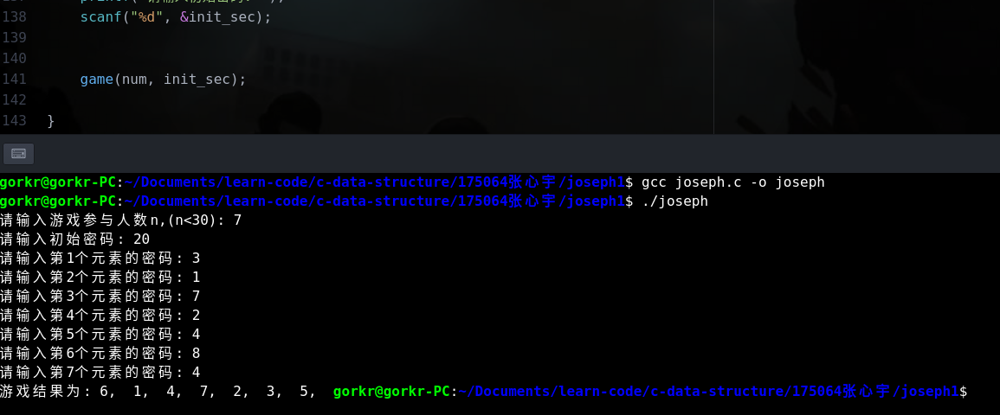 138 scanf("%d", &init_sec);
139
140
141 game(num, init_sec);
142
143 }
gorkr@gorkr-PC:~/Documents/learn-code/c-data-structure/175064张心宇/joseph1$ gcc joseph.c -o joseph
gorkr@gorkr-PC:~/Documents/learn-code/c-data-structure/175064张心宇/joseph1$ ./joseph
请输入游戏参与人数n,(n<30): 7
请输入初始密码: 20
请输入第1个元素的密码: 3
请输入第2个元素的密码: 1
请输入第3个元素的密码: 7
请输入第4个元素的密码: 2
请输入第5个元素的密码: 4
请输入第6个元素的密码: 8
请输入第7个元素的密码: 4
游戏结果为: 6, 1, 4, 7, 2, 3, 5, gorkr@gorkr-PC:~/Documents/learn-code/c-data-structure/175064张心宇/joseph1$